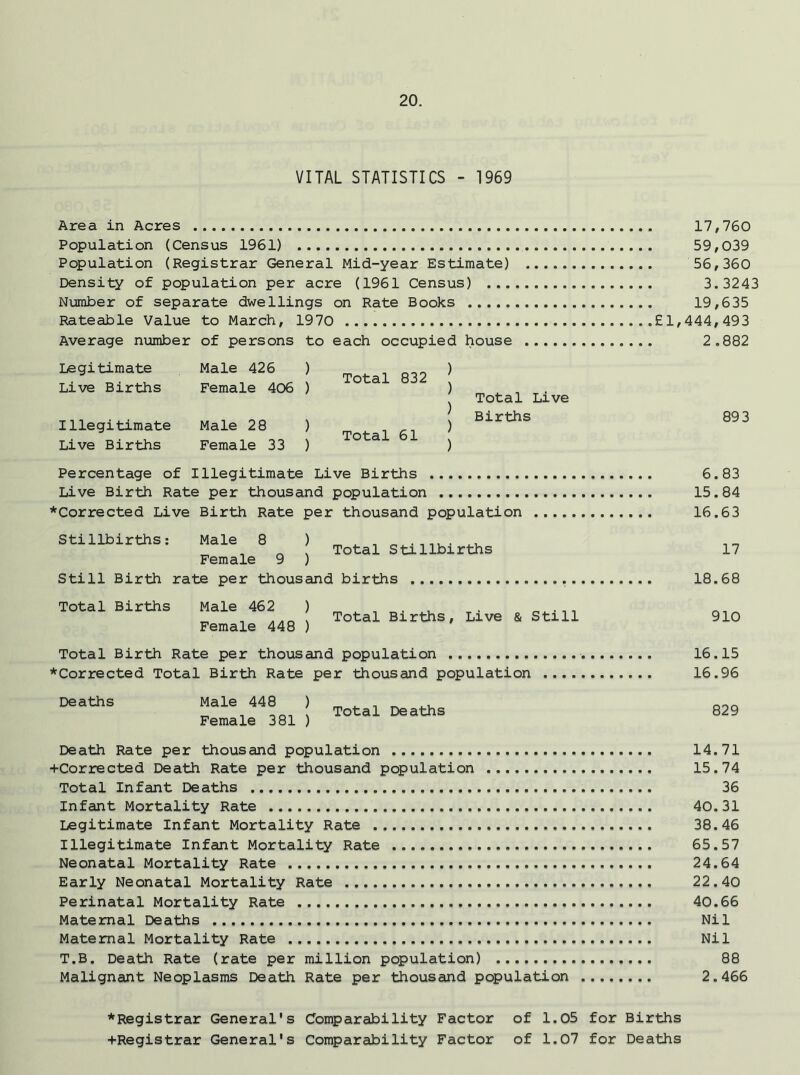 20.
VITAL STATISTICS - 1969
Area in Acres ................................................ 17,760
Population (Census 1961) ..................................... 59,039
Population (Registrar General Mid-year Estimate) .............. 56,360
Density of population per acre (1961 Census) .................. 3.3243
Number of separate dwellings on Rate Books .................... 19,635
Rateable Value to March, 1970 .................................£1,444,493
Average number of persons to each occupied house .............. 2.882
Legitimate Male 426 ) Total 832 )
Live Births Female 406 ) )
) Total Live Births 893
Illegitimate Male 28 ) Total 61 )
Live Births Female 33 ) )
Percentage of Illegitimate Live Births ........................ 6.83
Live Birth Rate per thousand population ....................... 15.84
*Corrected Live Birth Rate per thousand population ............. 16.63
Stillbirths: Male 8 ) Total Stillbirths 17
Female 9 )
Still Birth rate per thousand births .......................... 18.68
Total Births Male 462 ) Total Births, Live & Still 910
Female 448 )
Total Birth Rate per thousand population ...................... 16.15
*Corrected Total Birth Rate per thousand population ............ 16.96
Deaths Male 448 ) Total Deaths 829
Female 381 )
Death Rate per thousand population ............................ 14.71
+Corrected Death Rate per thousand population .................. 15.74
Total Infant Deaths ........................................... 36
Infant Mortality Rate ......................................... 40.31
Legitimate Infant Mortality Rate .............................. 38.46
Illegitimate Infant Mortality Rate ............................ 65.57
Neonatal Mortality Rate ....................................... 24.64
Early Neonatal Mortality Rate ................................. 22.40
Perinatal Mortality Rate ...................................... 40.66
Maternal Deaths ............................................... Nil
Maternal Mortality Rate ....................................... Nil
T.B. Death Rate (rate per million population) ................. 88
Malignant Neoplasms Death Rate per thousand population ........ 2.466
*Registrar General's Comparability Factor of 1.05 for Births
+Registrar General's Comparability Factor of 1.07 for Deaths